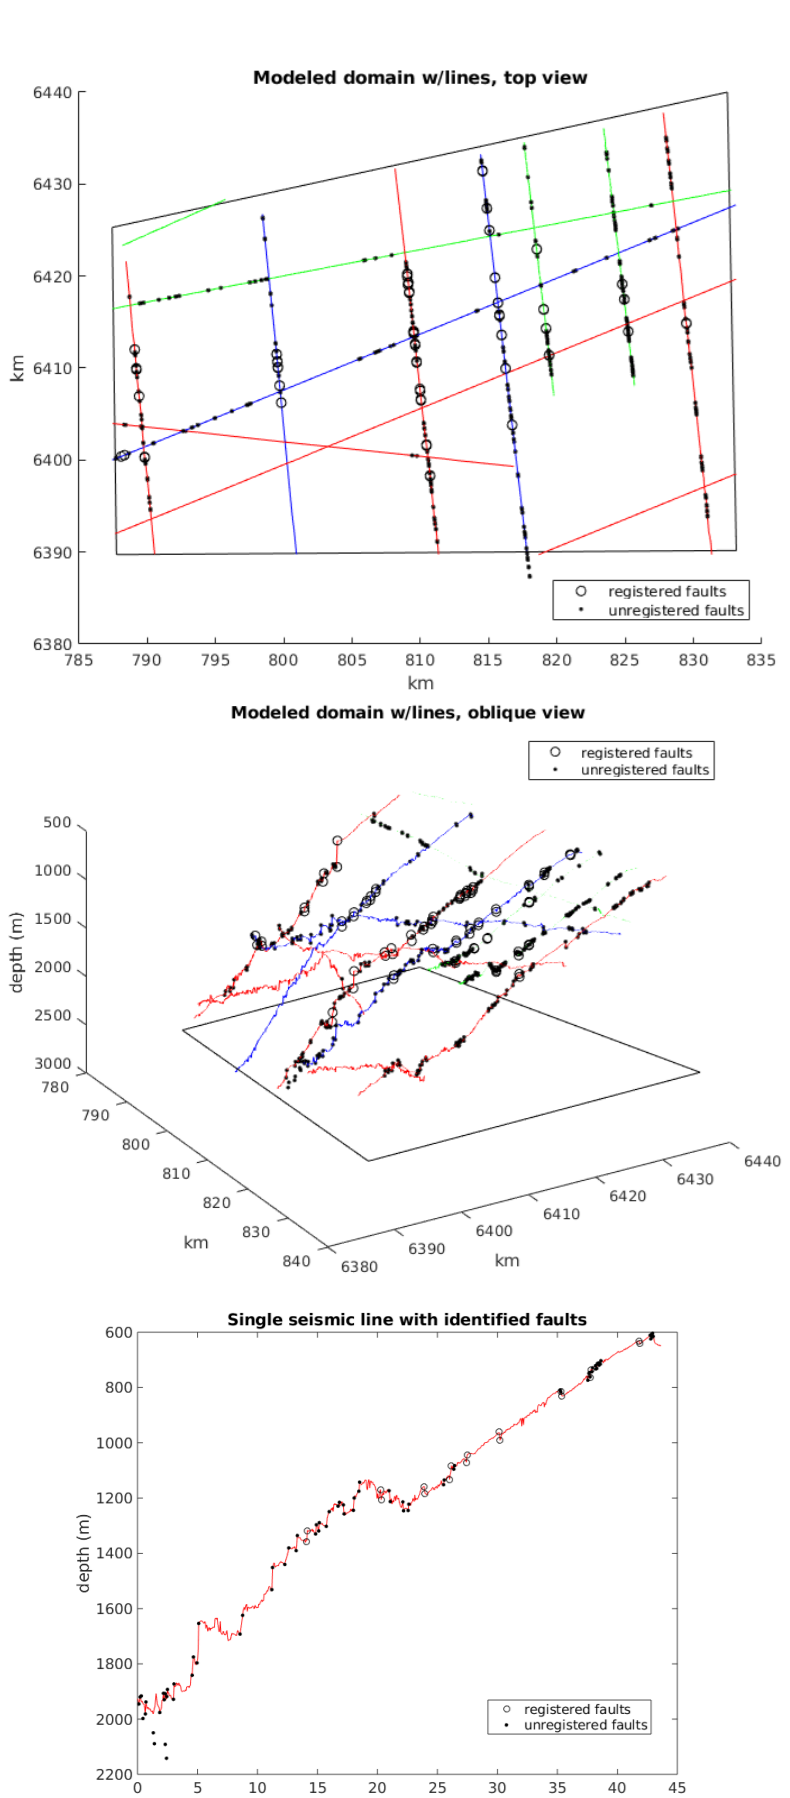 Modeled domain w/lines, top view
6440
6430
6420
6410
6400
6390
6380
km
785 790 795 800 805 810 815 820 825 830 835
km
registered faults
unregistered faults
Modeled domain w/lines, oblique view
registered faults
unregistered faults
500
1000
1500
2000
2500
3000
depth (m)
780
790
800
810
820
830
840
km
6380
6390
6400
6410
6420
6430
6440
km
Single seismic line with identified faults
600
800
1000
1200
1400
1600
1800
2000
2200
depth (m)
registered faults
unregistered faults
0 5 10 15 20 25 30 35 40 45